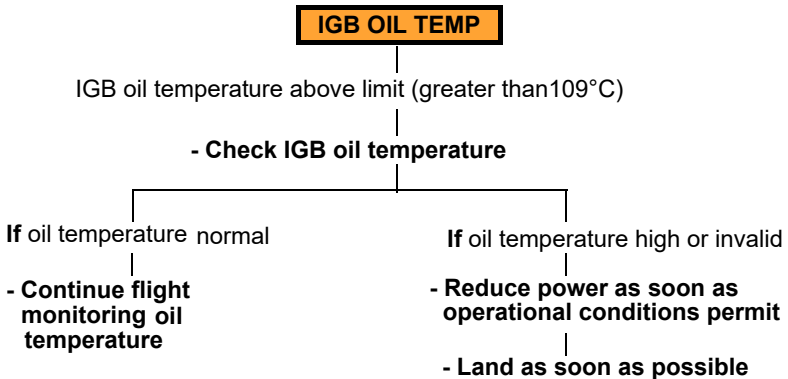 IGB OIL TEMP
IGB oil temperature above limit (greater than109°C)
- Check IGB oil temperature
If oil temperature normal
- Continue flight
monitoring oil
temperature
If oil temperature high or invalid
- Reduce power as soon as
operational conditions permit
- Land as soon as possible